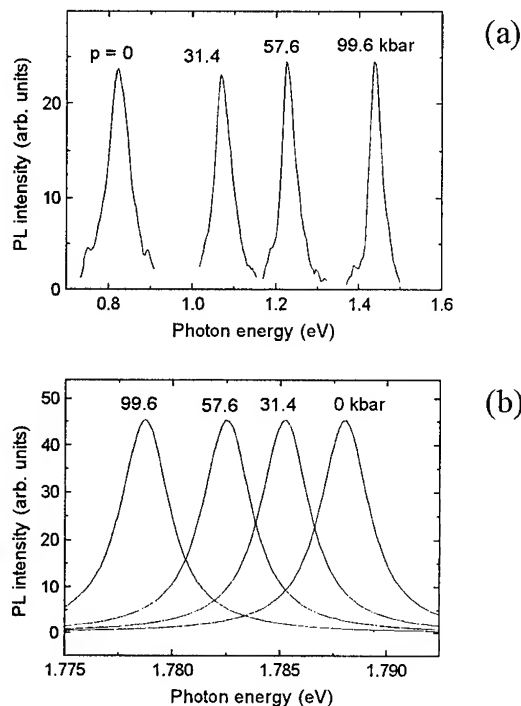 (a)
p = 0 31.4 57.6 99.6 kbar
PL intensity (arb. units)
20
10
0
0.8 1.0 1.2 1.4 1.6
Photon energy (eV)
(b)
99.6 57.6 31.4 0 kbar
PL intensity (arb. units)
50
40
30
20
10
0
1.775 1.780 1.785 1.790
Photon energy (eV)